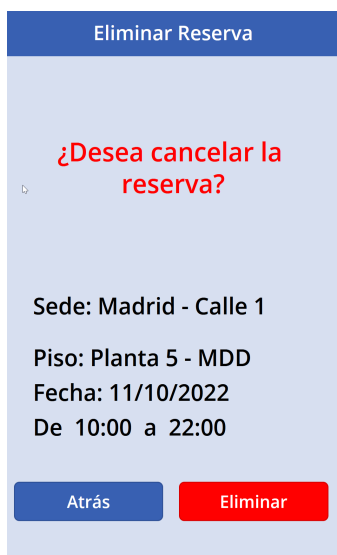 Eliminar Reserva
¿Desea cancelar la
reserva?
Sede: Madrid - Calle 1
Piso: Planta 5 - MDD
Fecha: 11/10/2022
De 10:00 a 22:00
Atrás
Eliminar